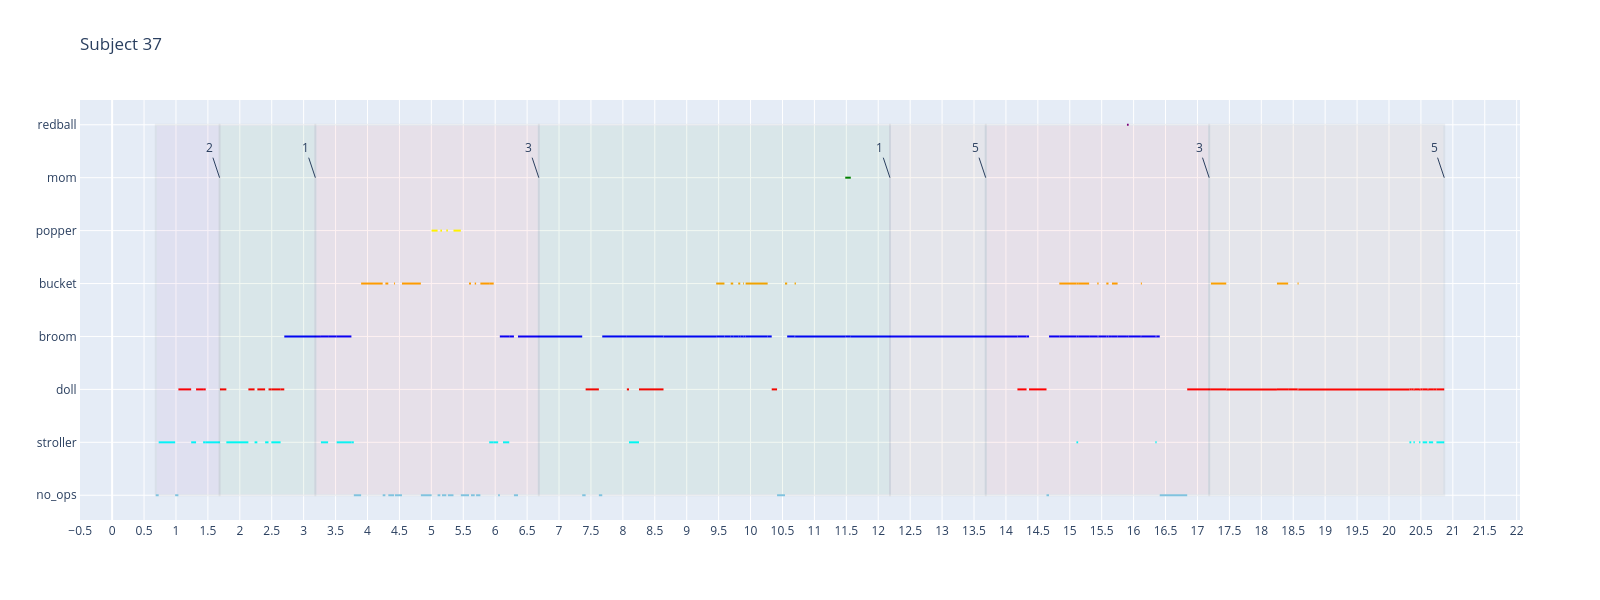 Subject 37
redball
2 1 3 1 5 3 5
mom
popper
bucket
broom
doll
stroller
no_ops
−0.5 0 0.5 1 1.5 2 2.5 3 3.5 4 4.5 5 5.5 6 6.5 7 7.5 8 8.5 9 9.5 10 10.5 11 11.5 12 12.5 13 13.5 14 14.5 15 15.5 16 16.5 17 17.5 18 18.5 19 19.5 20 20.5 21 21.5 22